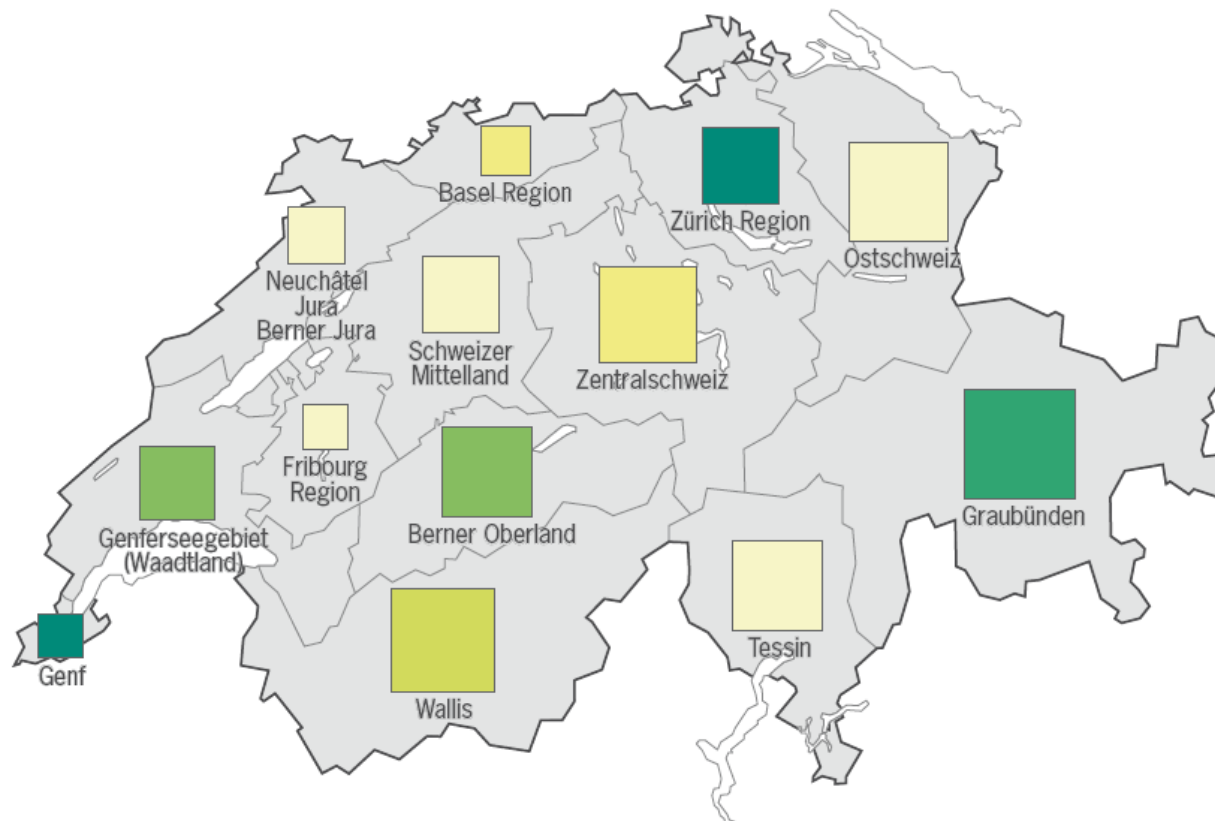 Basel Region
Zürich Region
Ostschweiz
Neuchâtel
Jura
Berner Jura
Schweizer
Mittelland
Zentralschweiz
Fribourg
Region
Genferseegebiet
(Waadtland)
Berner Oberland
Graubünden
Genf
Wallis
Tessin